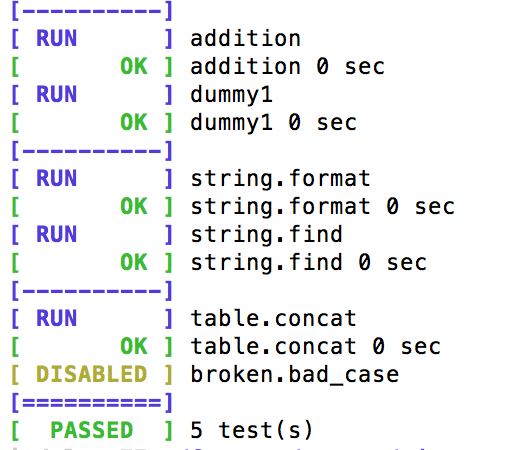 [----------]
[ RUN      ] addition
[       OK ] addition 0 sec
[ RUN      ] dummy1
[       OK ] dummy1 0 sec
[----------]
[ RUN      ] string.format
[       OK ] string.format 0 sec
[ RUN      ] string.find
[       OK ] string.find 0 sec
[----------]
[ RUN      ] table.concat
[       OK ] table.concat 0 sec
[ DISABLED ] broken.bad_case
[==========]
[  PASSED  ] 5 test(s)